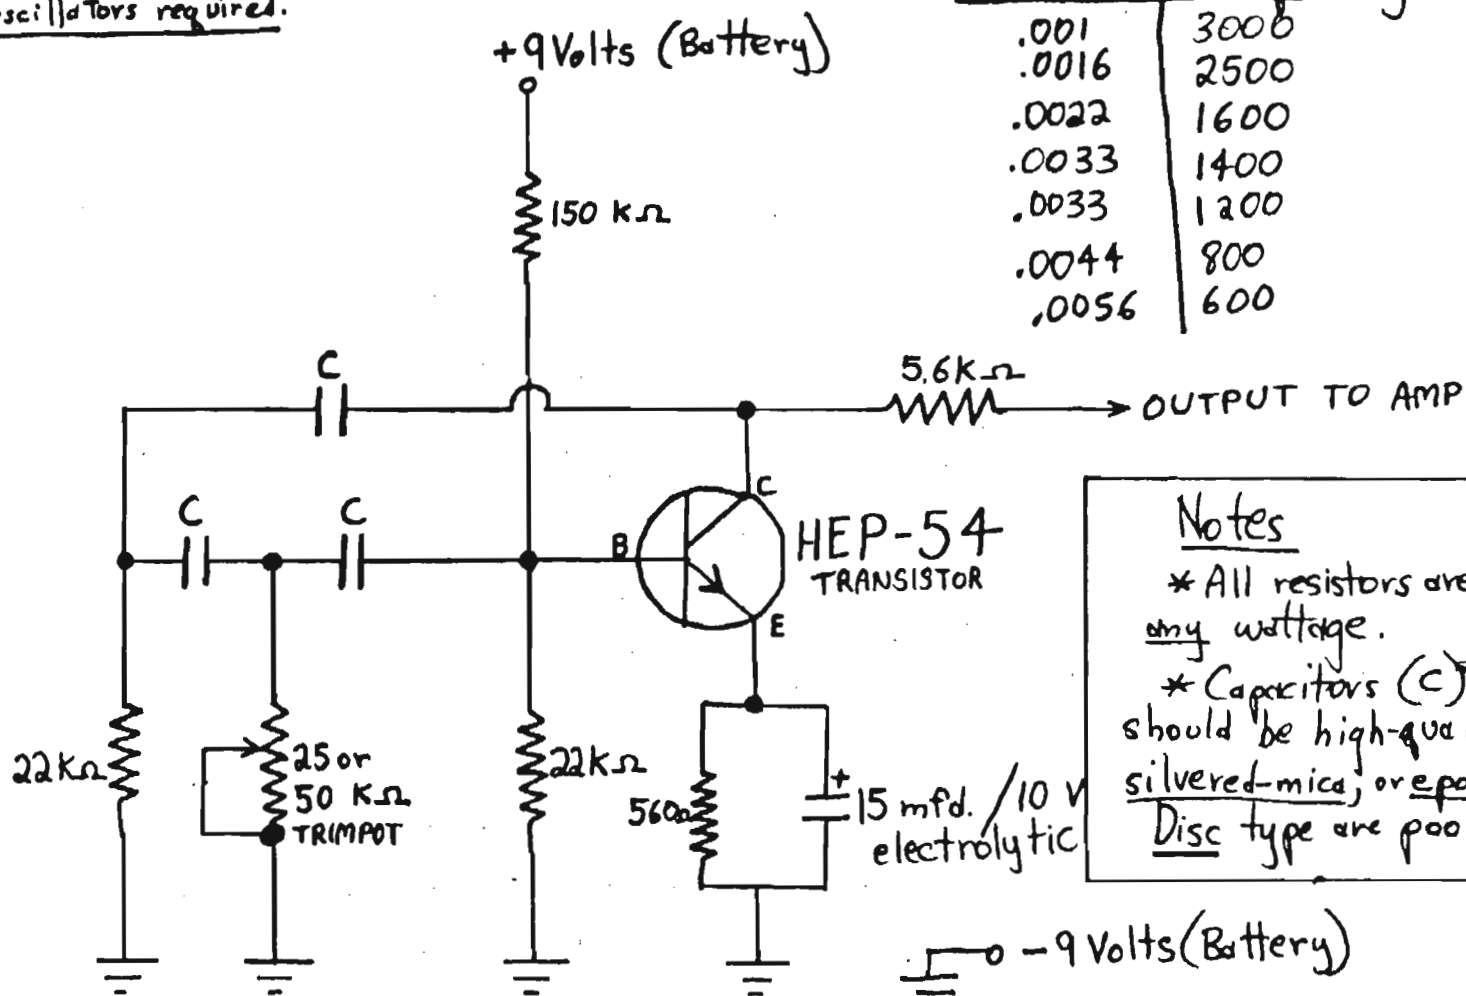 oscillators required.
+9 Volts (Battery)
.001 3000
.0016 2500
.0022 1600
.0033 1400
.0033 1200
.0044 800
.0056 600
150 kΩ
C
5.6K Ω
OUTPUT TO AMP
C
C
C
B
E
HEP-54
TRANSISTOR
Notes
* All resistors are
any wattage.
* Capacitors (C)
should be high-qua
silvered-mica, or epo
Disc type are poo
22KΩ
25 or
50 KΩ
TRIMPOT
22KΩ
560Ω
+
15 mfd. /10 V
electrolytic
- 9 Volts (Battery)